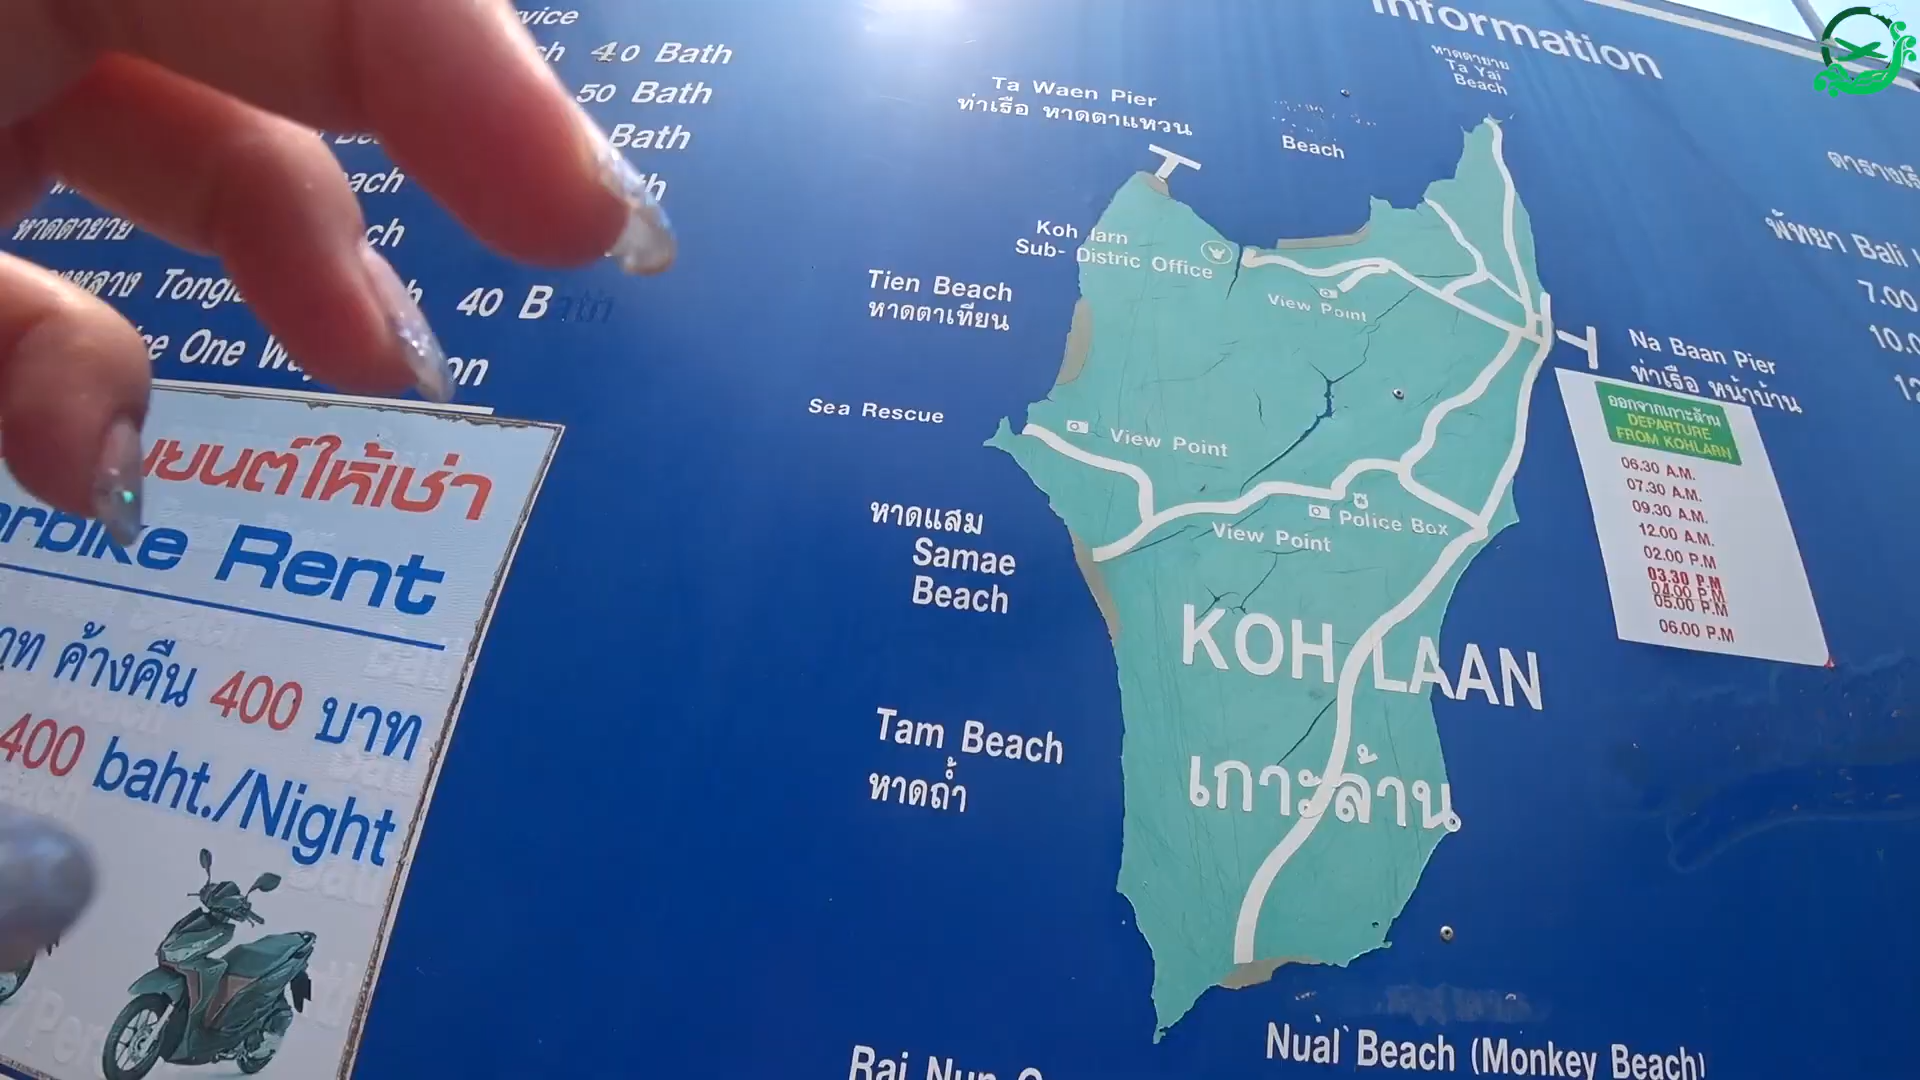 40 Bath
50 Bath
Bath
หาดตายาย
40 B
One
ยนต์ให้เช่า
Rent
ค้างคืน 400 บาท
400 baht./Night
Information
หาดตายาย
Ta Yai
Beach
Ta Waen Pier
ท่าเรือ หาดตาแหวน
Beach
Koh larn
Sub- Distric Office
View Point
Tien Beach
หาดตาเทียน
Na Baan Pier
ท่าเรือ หน้าบ้าน
Sea Rescue
View Point
หาดแสม
Samae
Beach
Police Box
View Point
KOH LAAN
เกาะล้าน
Tam Beach
หาดถ้ำ
Nual Beach (Monkey Beach)
พัทยา Bali
7.00
ออกจากเกาะล้าน
DEPARTURE
FROM KOHLARN
06.30 A.M.
07.30 A.M.
09.30 A.M.
12.00 A.M.
02.00 P.M
03.30 P.M
04.00 P.M
05.00 P.M
06.00 P.M